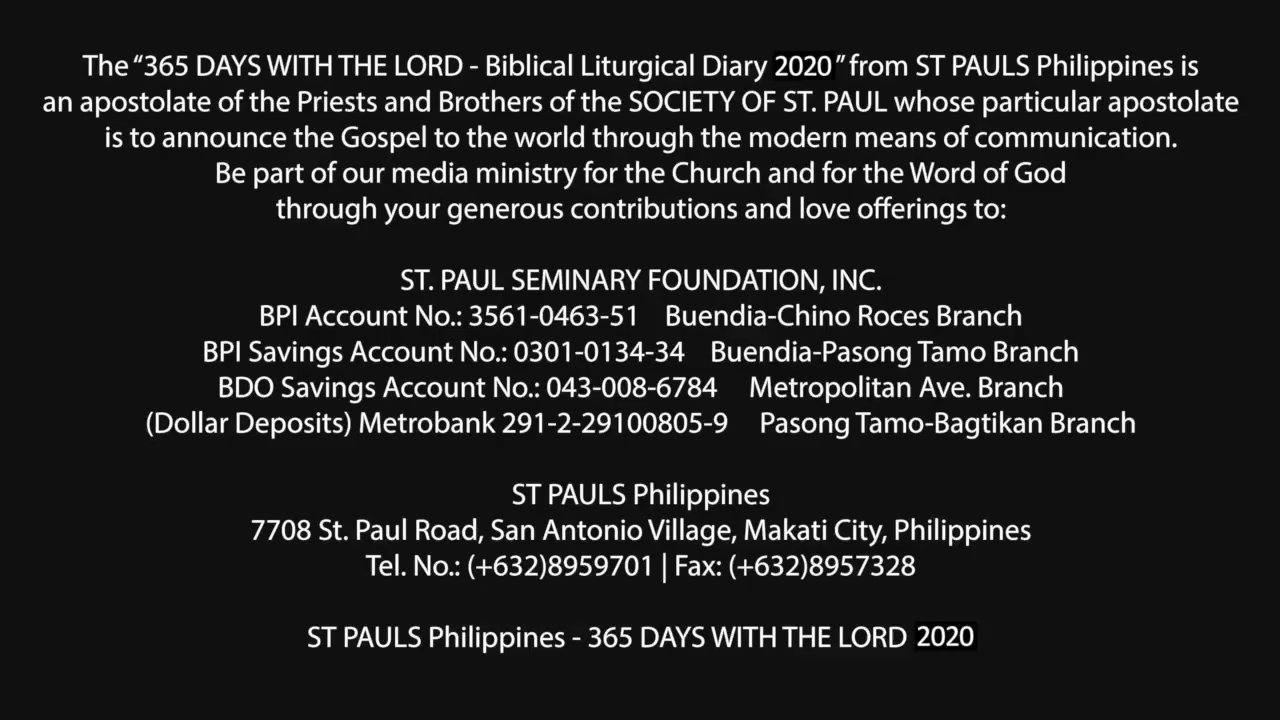 The “365 DAYS WITH THE LORD - Biblical Liturgical Diary 2020” from ST PAULS Philippines is
an apostolate of the Priests and Brothers of the SOCIETY OF ST. PAUL whose particular apostolate
is to announce the Gospel to the world through the modern means of communication.
Be part of our media ministry for the Church and for the Word of God
through your generous contributions and love offerings to:
ST. PAUL SEMINARY FOUNDATION, INC.
BPI Account No.: 3561-0463-51 Buendia-Chino Roces Branch
BPI Savings Account No.: 0301-0134-34 Buendia-Pasong Tamo Branch
BDO Savings Account No.: 043-008-6784 Metropolitan Ave. Branch
(Dollar Deposits) Metrobank 291-2-29100805-9 Pasong Tamo-Bagtikan Branch
ST PAULS Philippines
7708 St. Paul Road, San Antonio Village, Makati City, Philippines
Tel. No.: (+632)8959701 | Fax: (+632)8957328
ST PAULS Philippines - 365 DAYS WITH THE LORD 2020